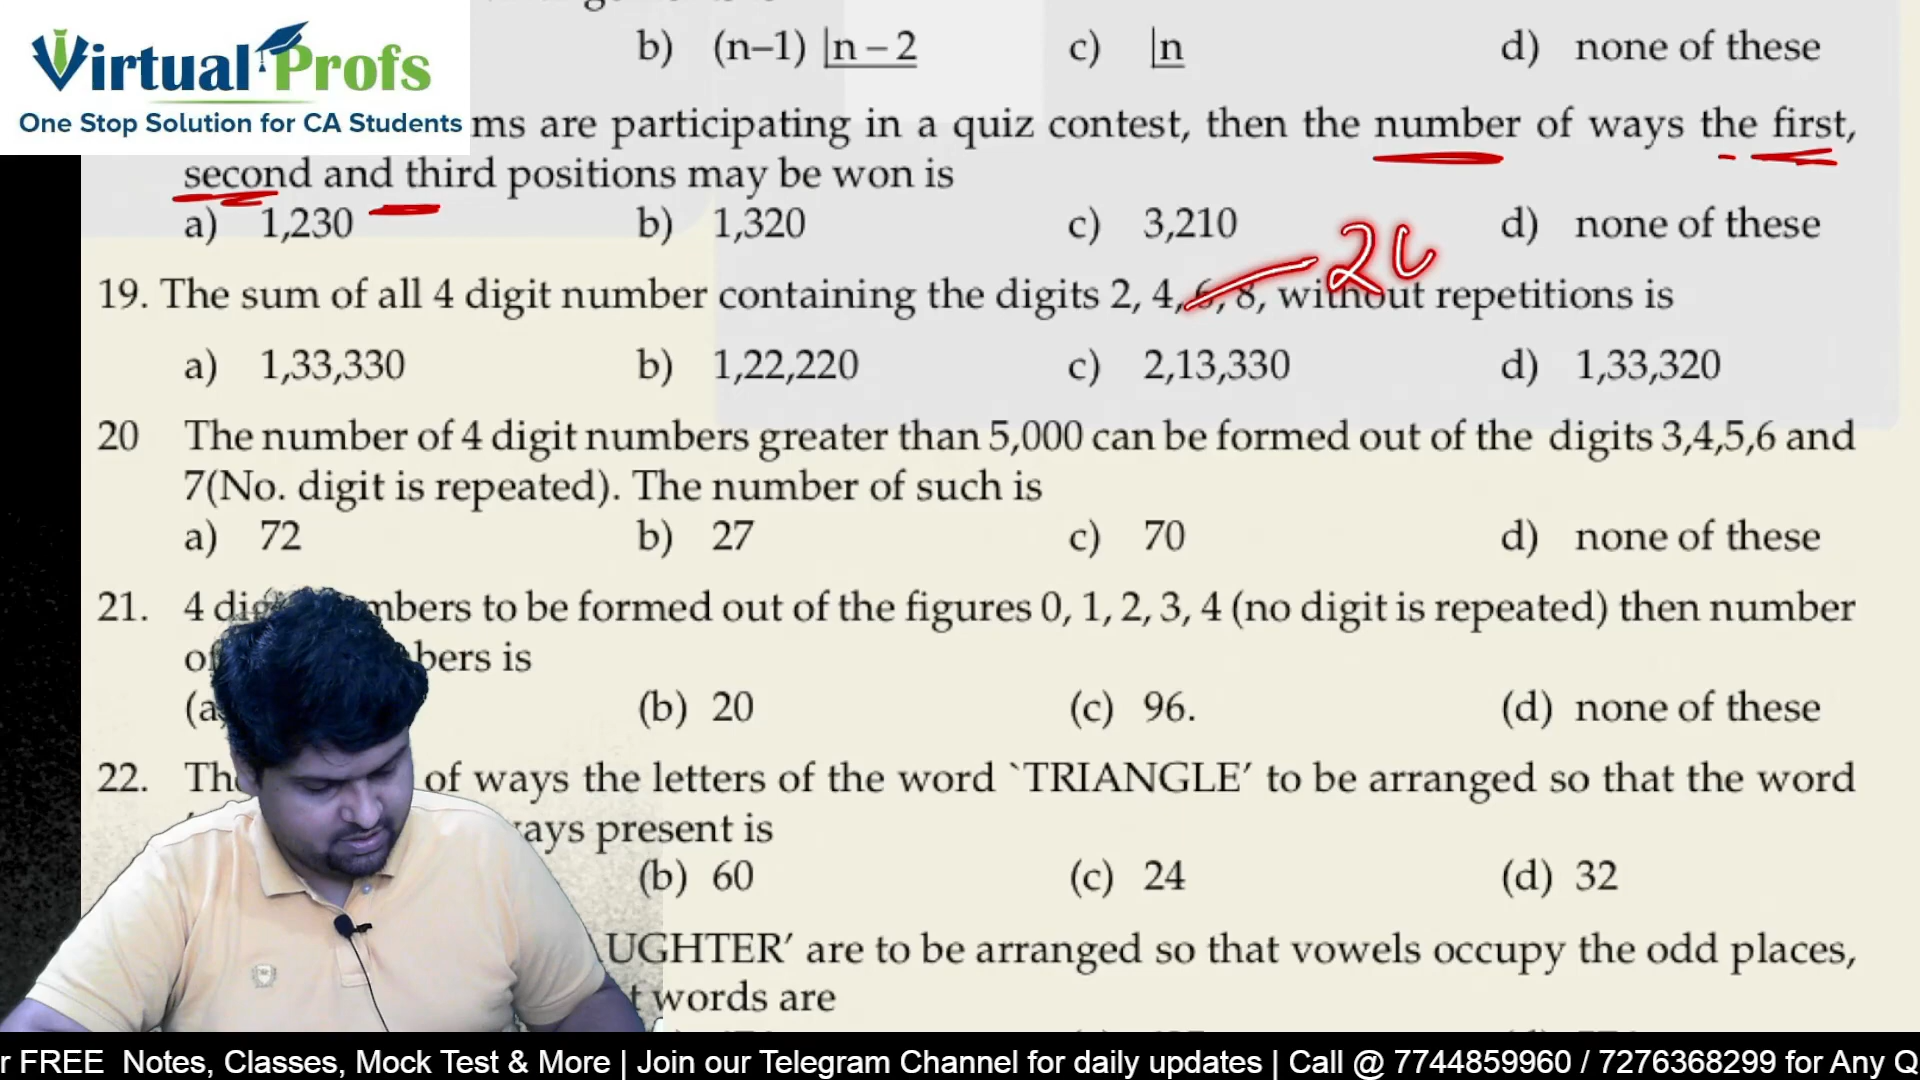 Virtual Profs
One Stop Solution for CA Students
b) (n–1) |n – 2 c) |n d) none of these
ms are participating in a quiz contest, then the number of ways the first,
second and third positions may be won is
a) 1,230 b) 1,320 c) 3,210 d) none of these
20
19. The sum of all 4 digit number containing the digits 2, 4, 6, 8, without repetitions is
a) 1,33,330 b) 1,22,220 c) 2,13,330 d) 1,33,320
20 The number of 4 digit numbers greater than 5,000 can be formed out of the digits 3,4,5,6 and
7(No. digit is repeated). The number of such is
a) 72 b) 27 c) 70 d) none of these
21. 4 dig mbers to be formed out of the figures 0, 1, 2, 3, 4 (no digit is repeated) then number
of bers is
(a (b) 20 (c) 96. (d) none of these
22. Th of ways the letters of the word `TRIANGLE' to be arranged so that the word
ays present is
(b) 60 (c) 24 (d) 32
UGHTER' are to be arranged so that vowels occupy the odd places,
t words are
r FREE Notes, Classes, Mock Test & More | Join our Telegram Channel for daily updates | Call @ 7744859960 / 7276368299 for Any Q